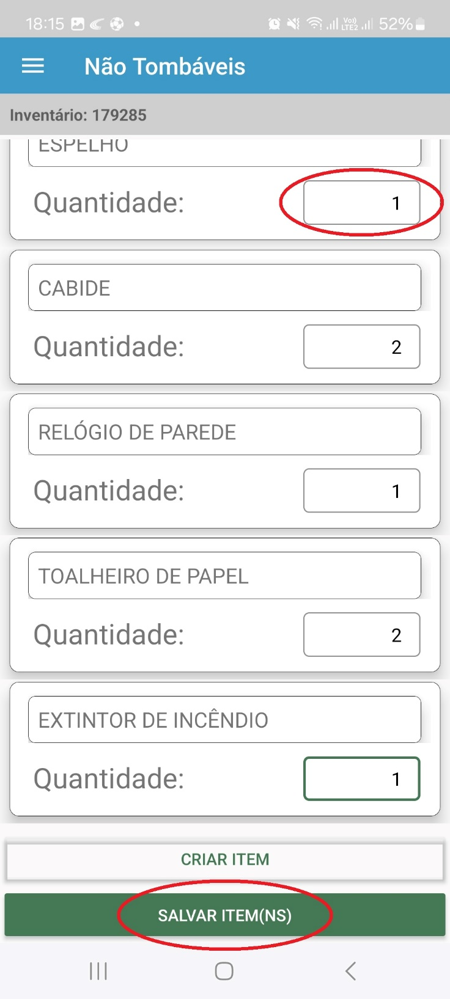 18:15 52%
Não Tombáveis
Inventário: 179285
ESPELHO
Quantidade: 1
CABIDE
Quantidade: 2
RELÓGIO DE PAREDE
Quantidade: 1
TOALHEIRO DE PAPEL
Quantidade: 2
EXTINTOR DE INCÊNDIO
Quantidade: 1
CRIAR ITEM
SALVAR ITEM(NS)